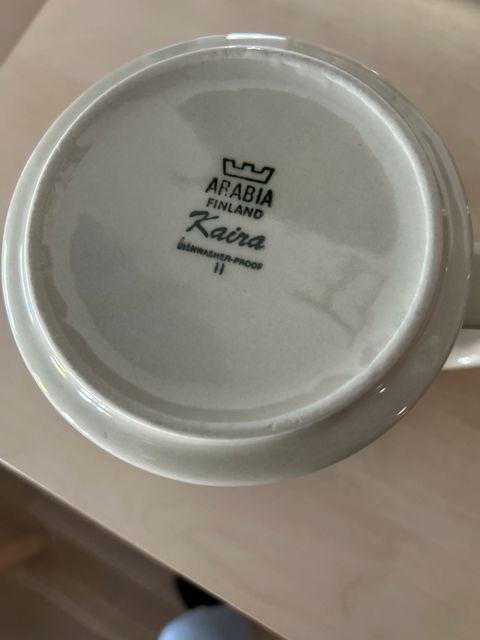 ARABIA
FINLAND
Kaira
DISHWASHER-PROOF
11